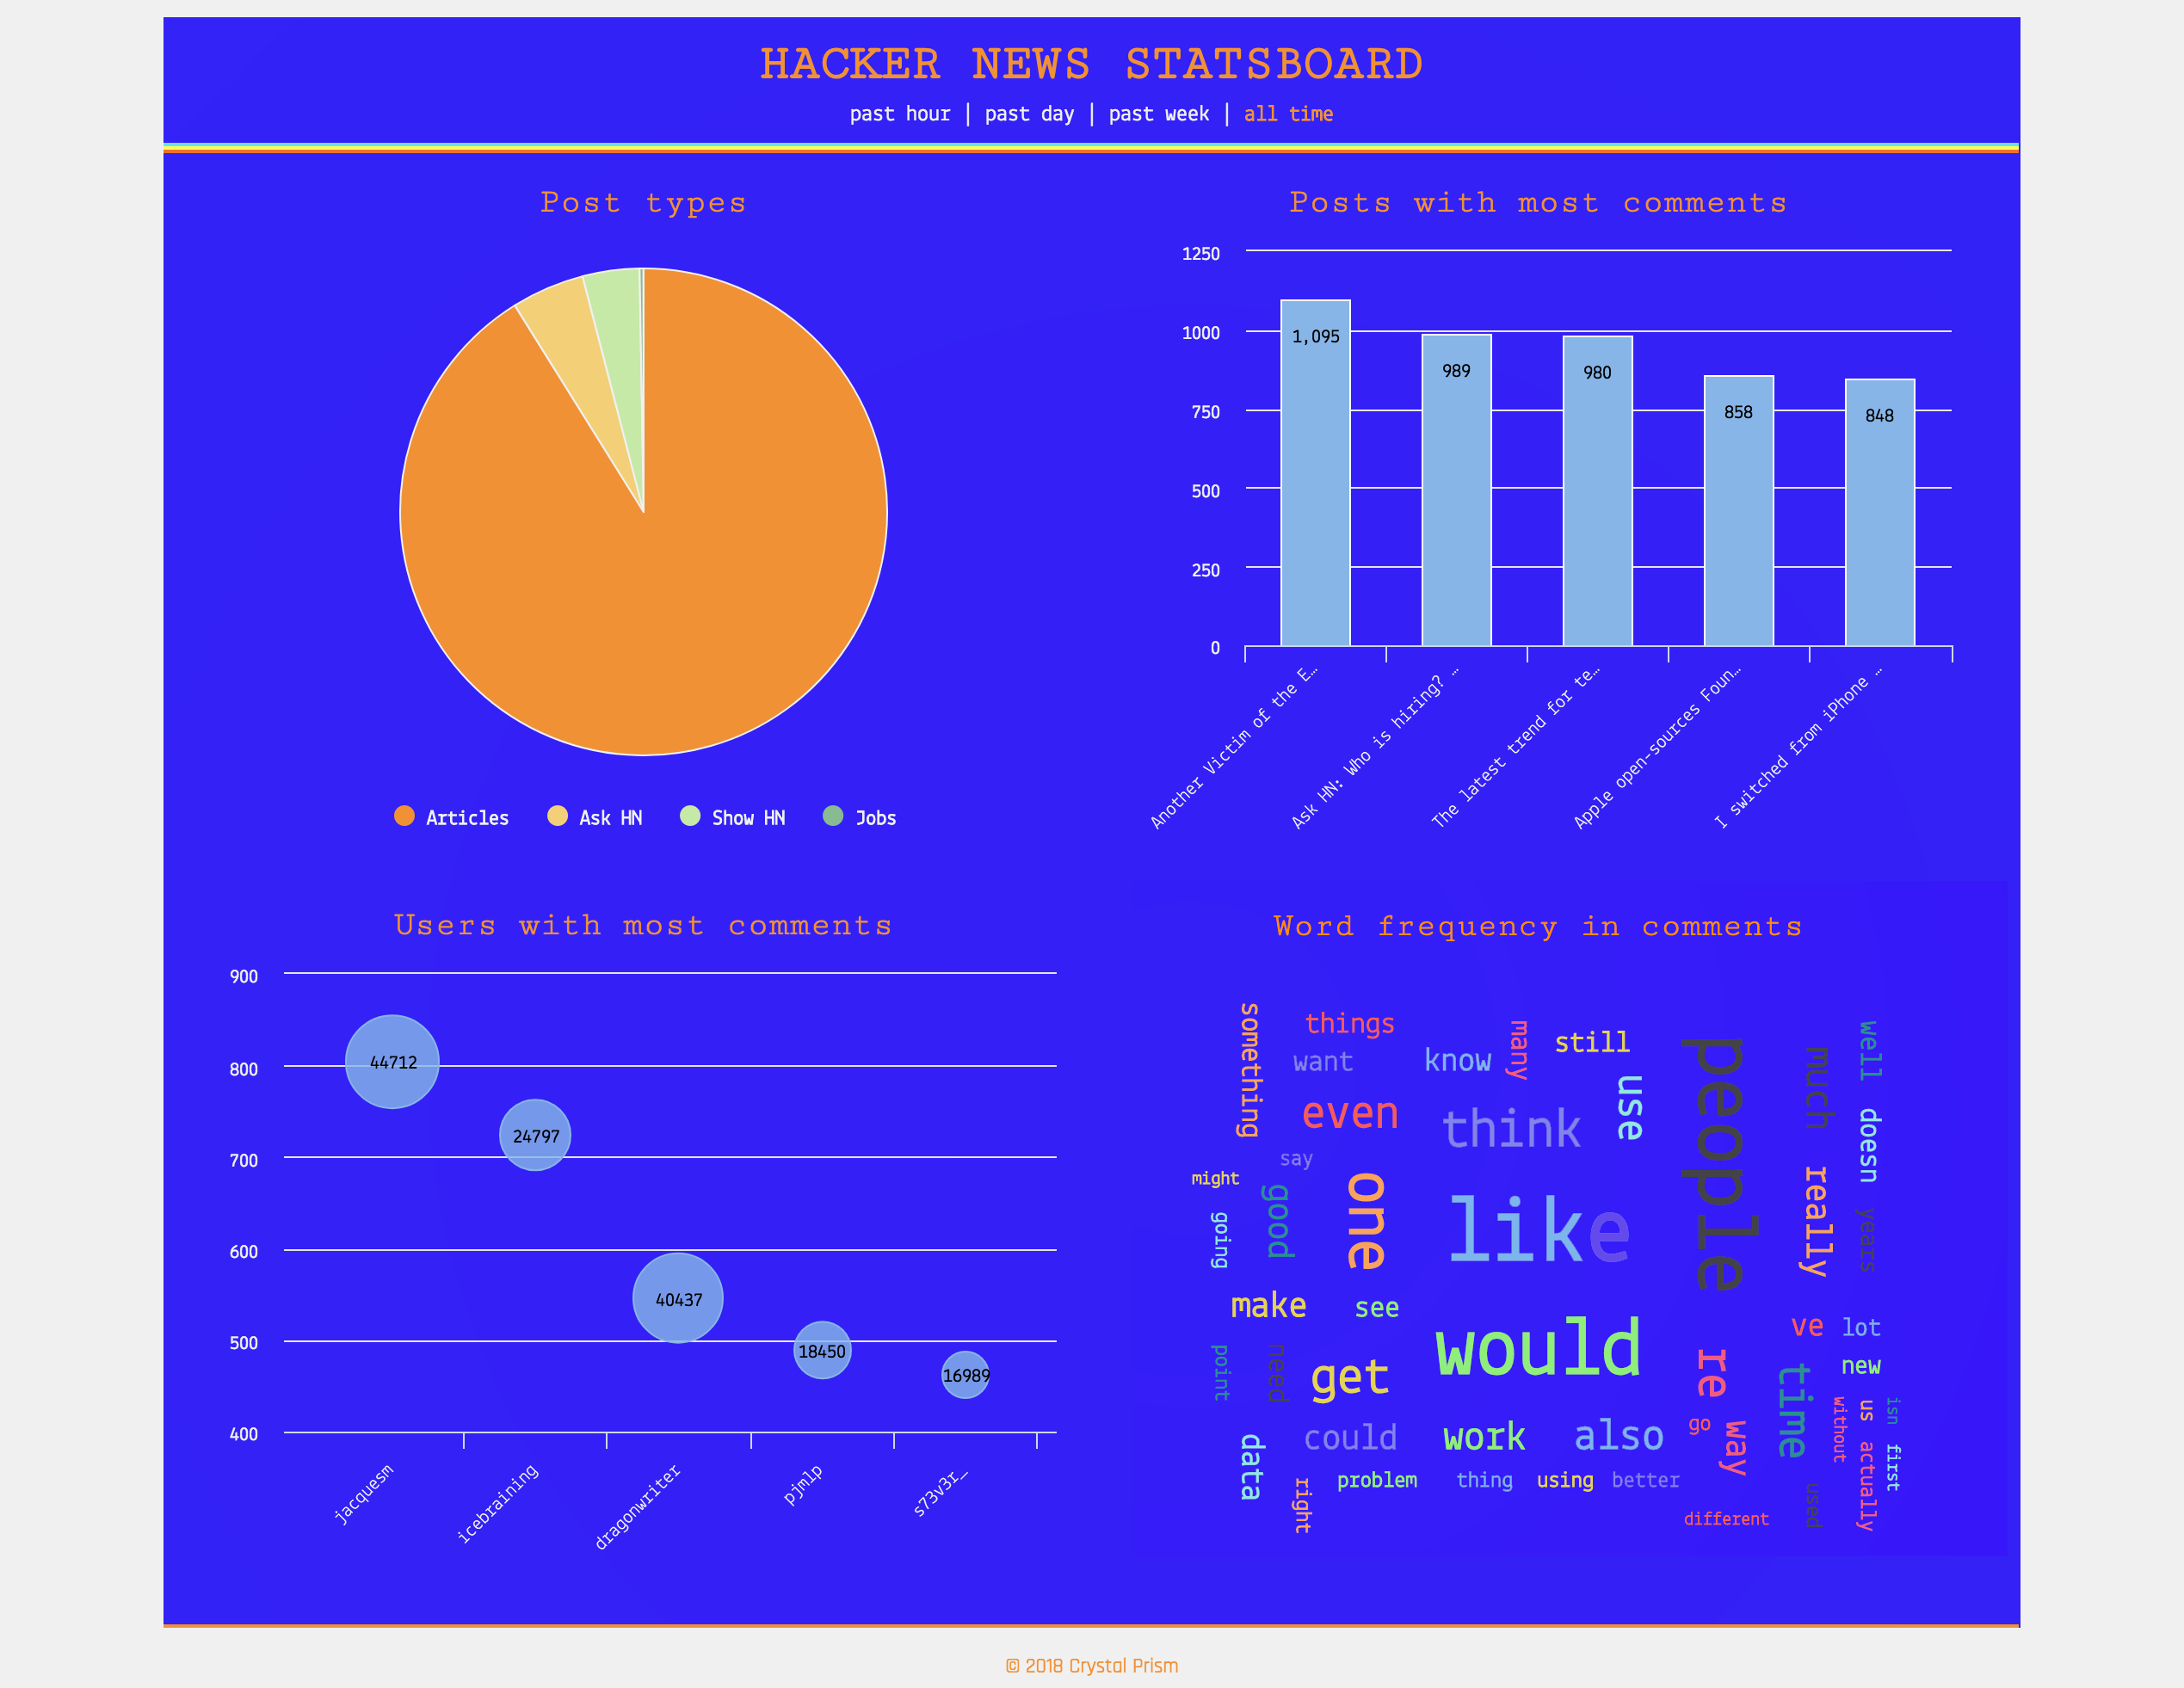 HACKER NEWS STATSBOARD
past hour | past day | past week | all time
Post types
Articles
Ask HN
Show HN
Jobs
Posts with most comments
1250
1000
750
500
250
0
1,095
989
980
858
848
Another Victim of the E…
Ask HN: Who is hiring? …
The latest trend for te…
Apple open-sources Foun…
I switched from iPhone …
Users with most comments
900
800
700
600
500
400
44712
24797
40437
18450
16989
jacquesm
icebraining
dragonwriter
pjmlp
s73v3r_
Word frequency in comments
something
things
want
know
many
still
use
people
much
well
doesn
even
think
say
might
good
going
one
like
really
years
make
see
would
ve
lot
new
point
need
get
re
time
without
us
isn
could
work
also
go
way
data
right
problem
thing
using
better
different
used
actually
first
© 2018 Crystal Prism